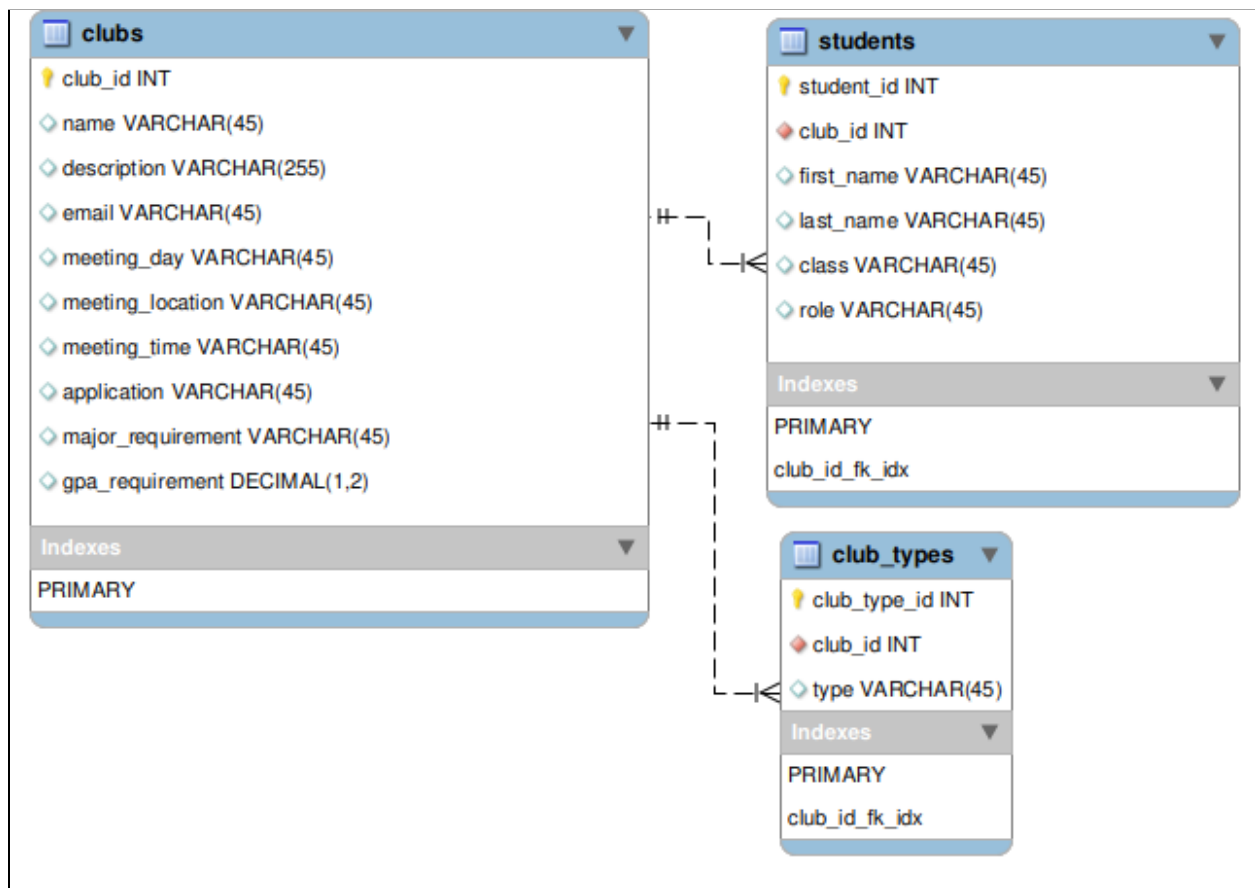 clubs
club_id INT
name VARCHAR(45)
description VARCHAR(255)
email VARCHAR(45)
meeting_day VARCHAR(45)
meeting_location VARCHAR(45)
meeting_time VARCHAR(45)
application VARCHAR(45)
major_requirement VARCHAR(45)
gpa_requirement DECIMAL(1,2)
Indexes
PRIMARY
students
student_id INT
club_id INT
first_name VARCHAR(45)
last_name VARCHAR(45)
class VARCHAR(45)
role VARCHAR(45)
Indexes
PRIMARY
club_id_fk_idx
club_types
club_type_id INT
club_id INT
type VARCHAR(45)
Indexes
PRIMARY
club_id_fk_idx